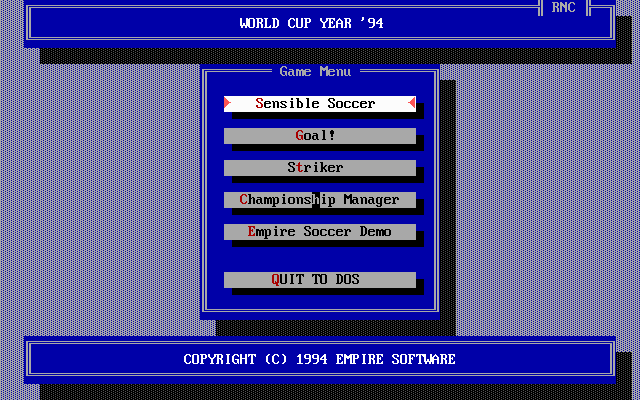 RNC
WORLD CUP YEAR '94
Game Menu
Sensible Soccer
Goal!
Striker
Championship Manager
Empire Soccer Demo
QUIT TO DOS
COPYRIGHT (C) 1994 EMPIRE SOFTWARE